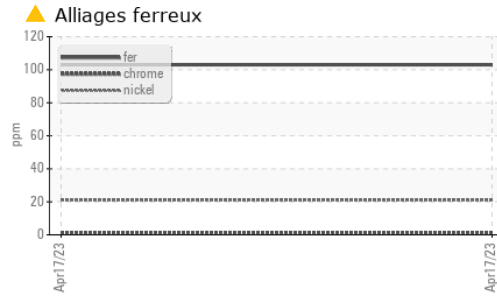 Alliages ferreux
120
100
80
60
40
20
0
ppm
fer
chrome
nickel
Apr17/23
Apr17/23